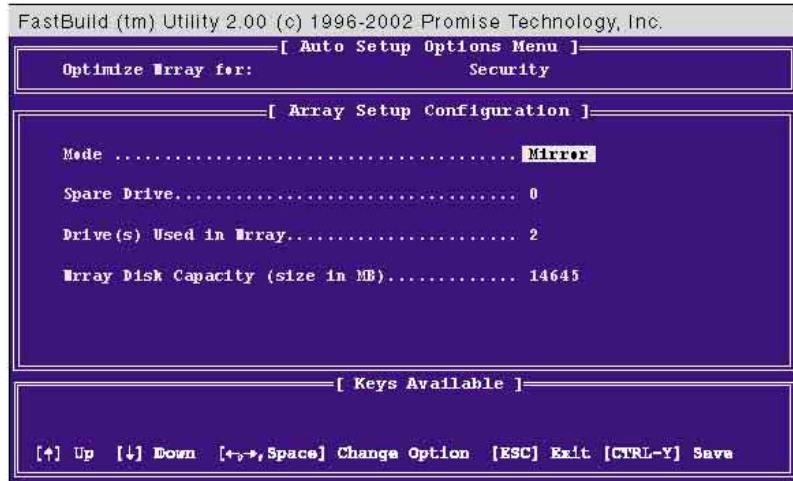 FastBuild (tm) Utility 2.00 (c) 1996-2002 Promise Technology, Inc.
[ Auto Setup Options Menu ]
Optimize Array for: Security
[ Array Setup Configuration ]
Mode ........................................ Mirror
Spare Drive.................................. 0
Drive(s) Used in Array....................... 2
Array Disk Capacity (size in MB)............. 14645
[ Keys Available ]
[↑] Up [↓] Down [←,→,Space] Change Option [ESC] Exit [CTRL-Y] Save